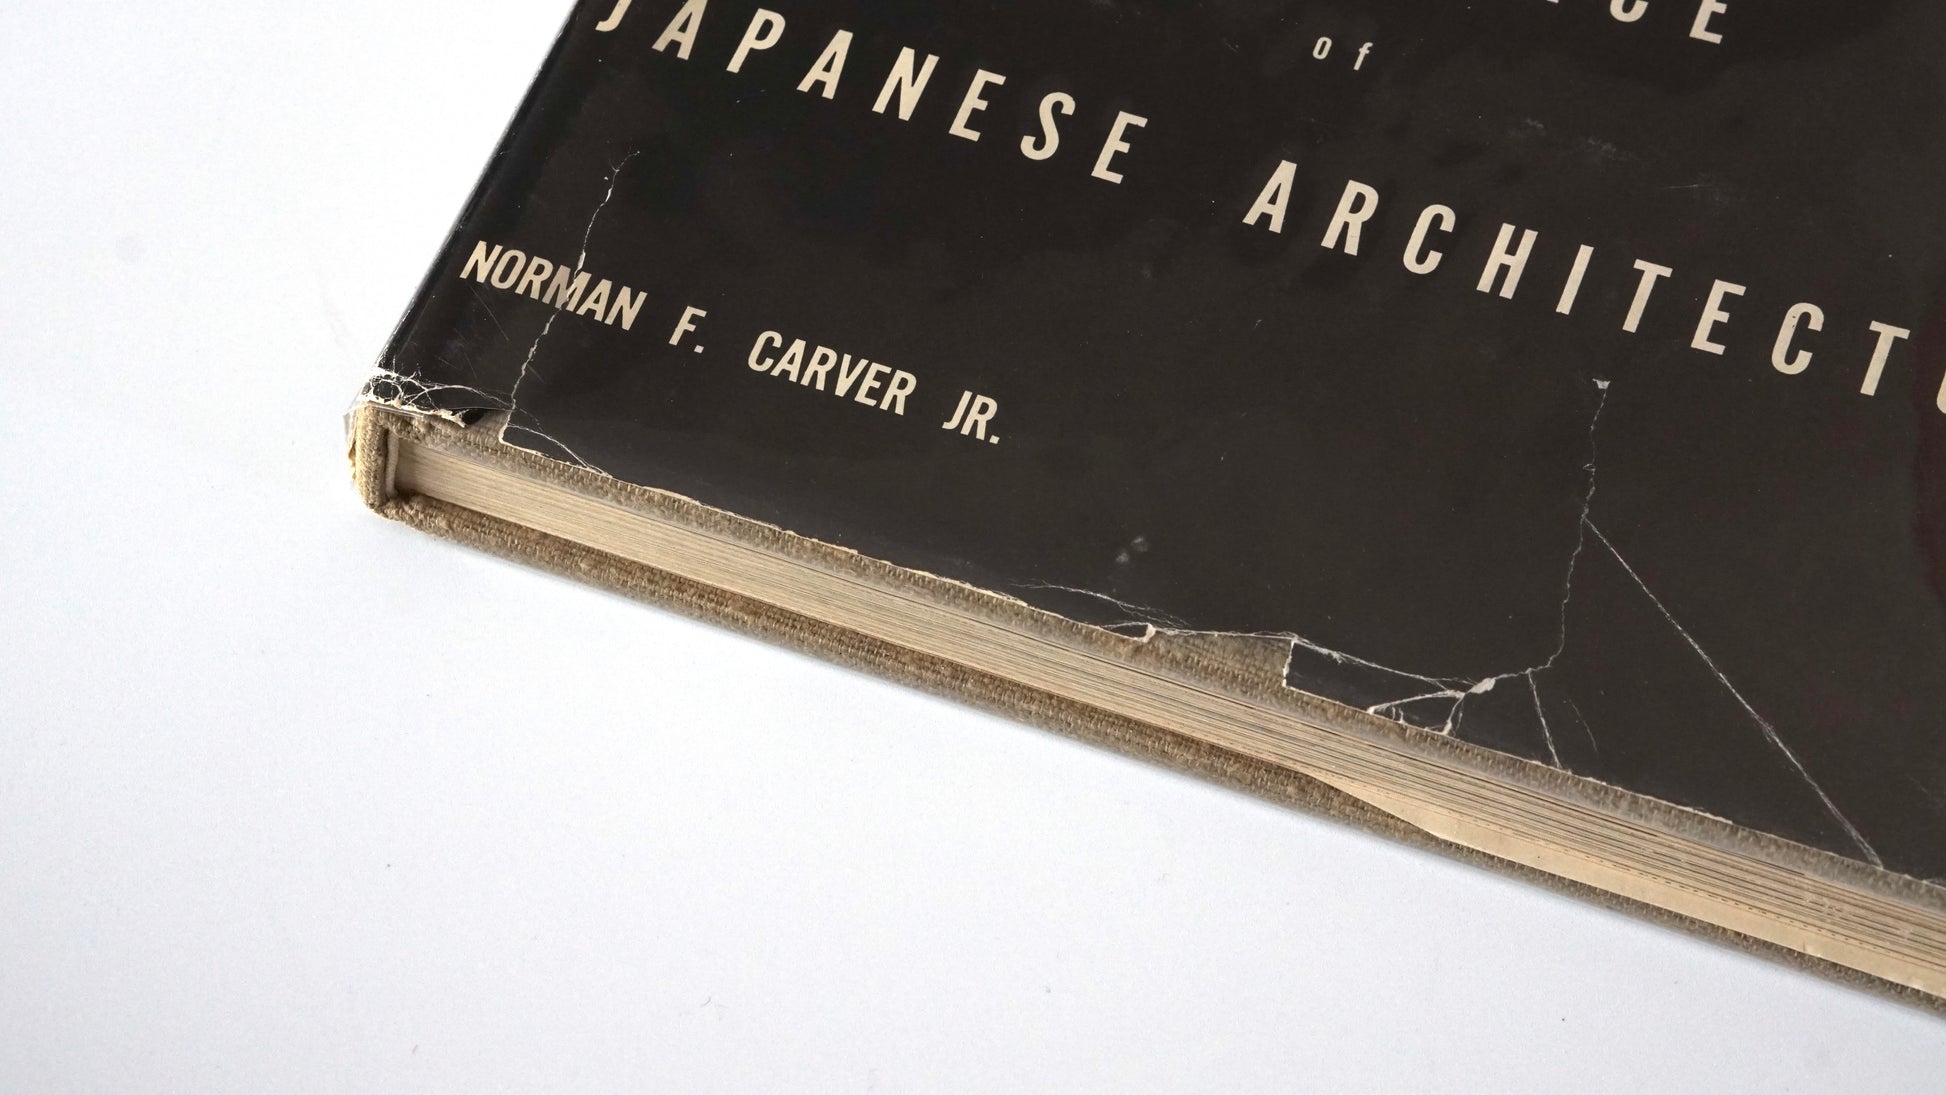 of
JAPANESE ARCHITECT
NORMAN F. CARVER JR.